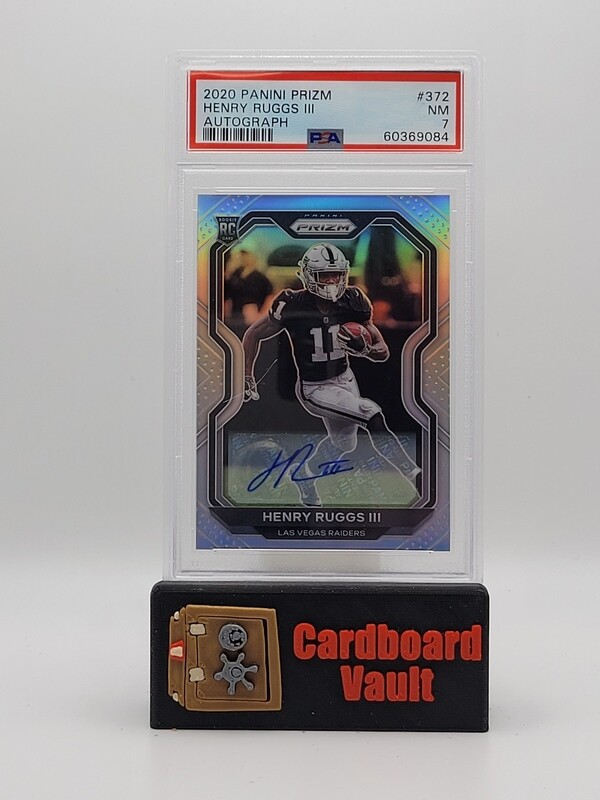 2020 PANINI PRIZM #372
HENRY RUGGS III NM
AUTOGRAPH 7
PSA 60369084
ROOKIE
RC
CARD
PANINI
PRIZM
11
11
HENRY RUGGS III
LAS VEGAS RAIDERS
Cardboard
Vault